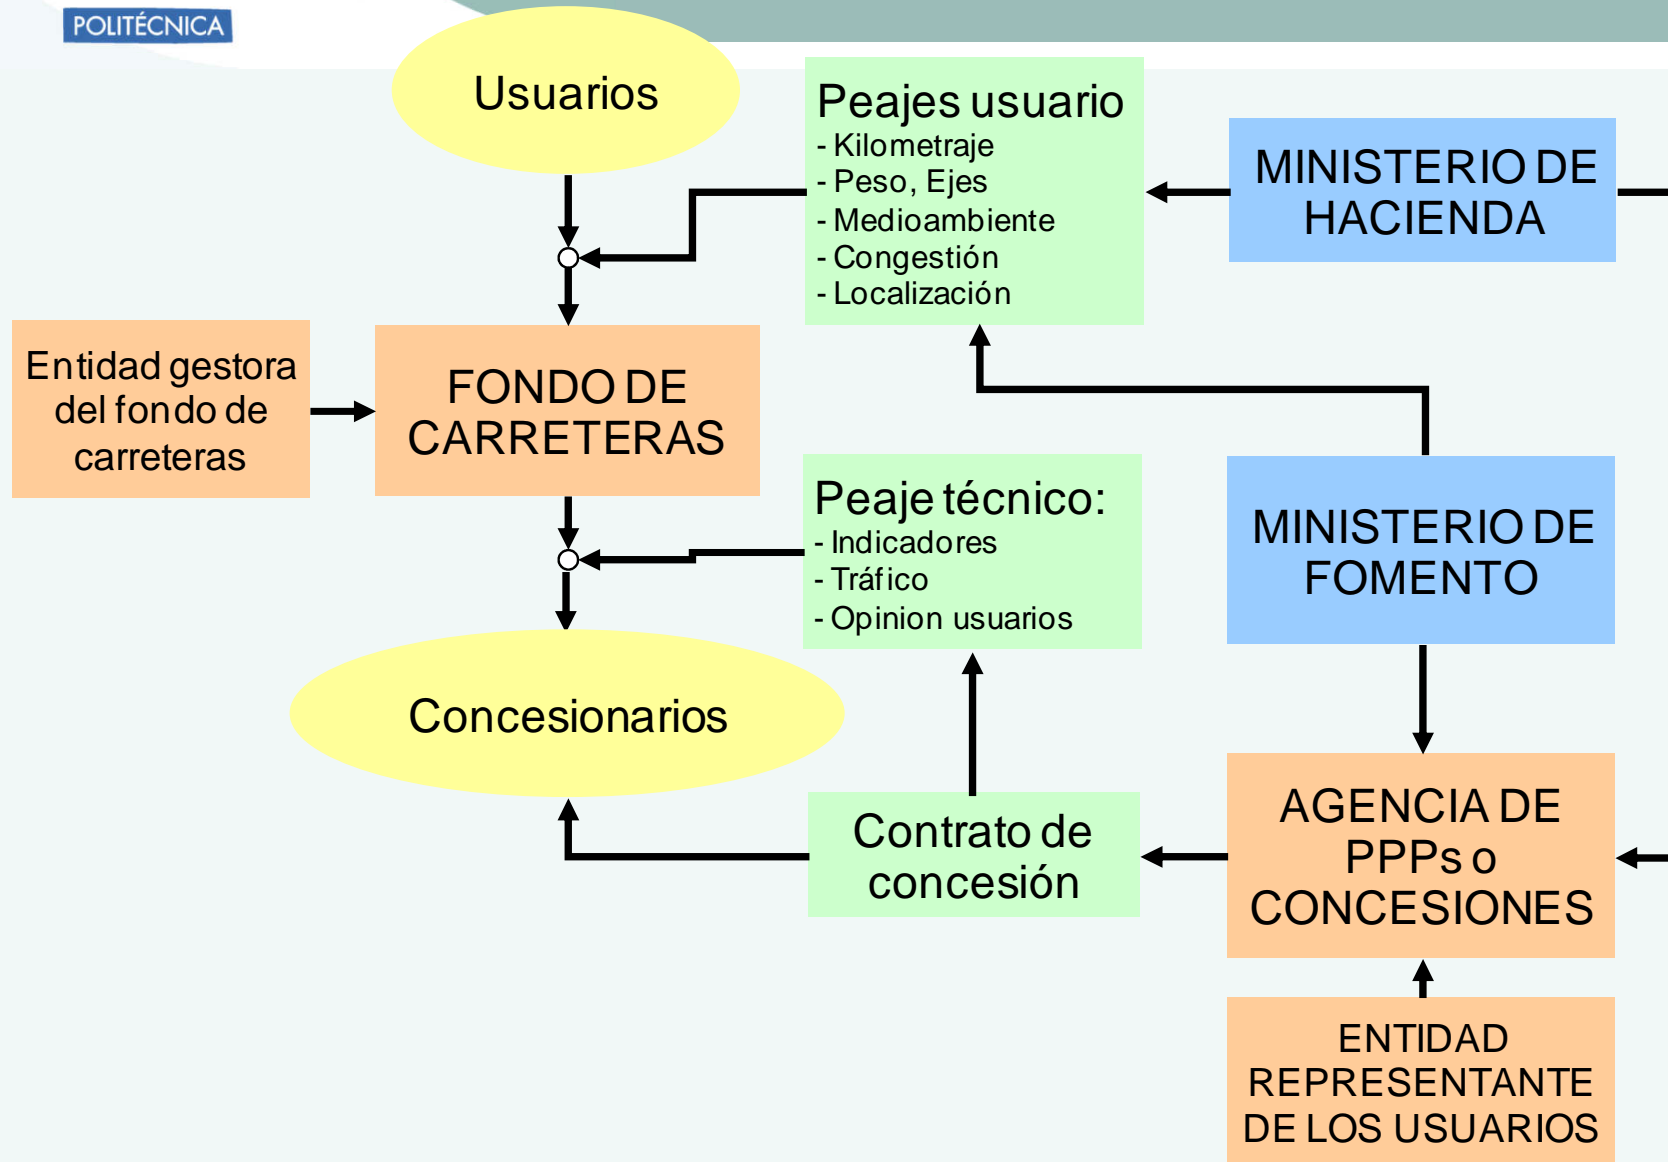 POLITÉCNICA
Usuarios
Peajes usuario
- Kilometraje
- Peso, Ejes
- Medioambiente
- Congestión
- Localización
MINISTERIO DE
HACIENDA
Entidad gestora
del fondo de
carreteras
FONDO DE
CARRETERAS
Peaje técnico:
- Indicadores
- Tráfico
- Opinion usuarios
MINISTERIO DE
FOMENTO
Concesionarios
Contrato de
concesión
AGENCIA DE
PPPs o
CONCESIONES
ENTIDAD
REPRESENTANTE
DE LOS USUARIOS